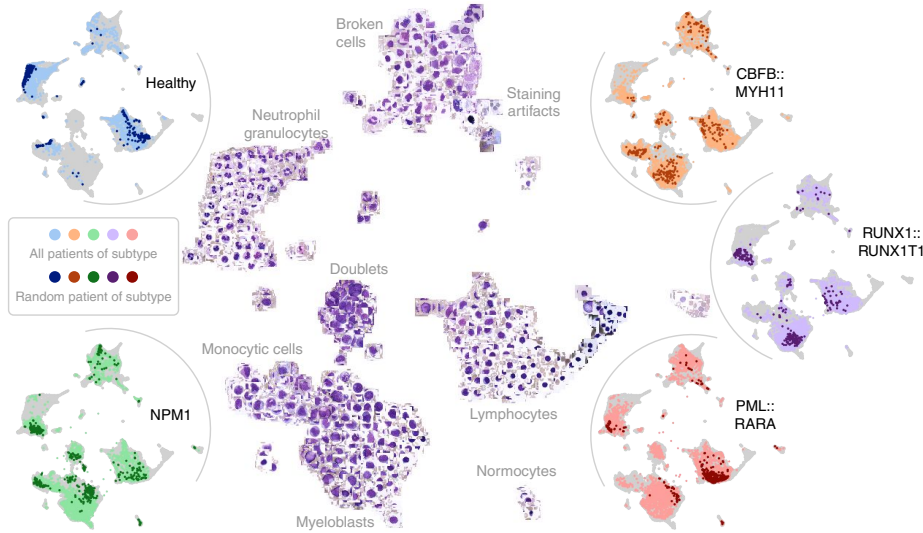 Broken
cells
Healthy
CBFB::
MYH11
Staining
artifacts
Neutrophil
granulocytes
All patients of subtype
Random patient of subtype
RUNX1::
RUNX1T1
Doublets
Monocytic cells
NPM1
Lymphocytes
PML::
RARA
Normocytes
Myeloblasts